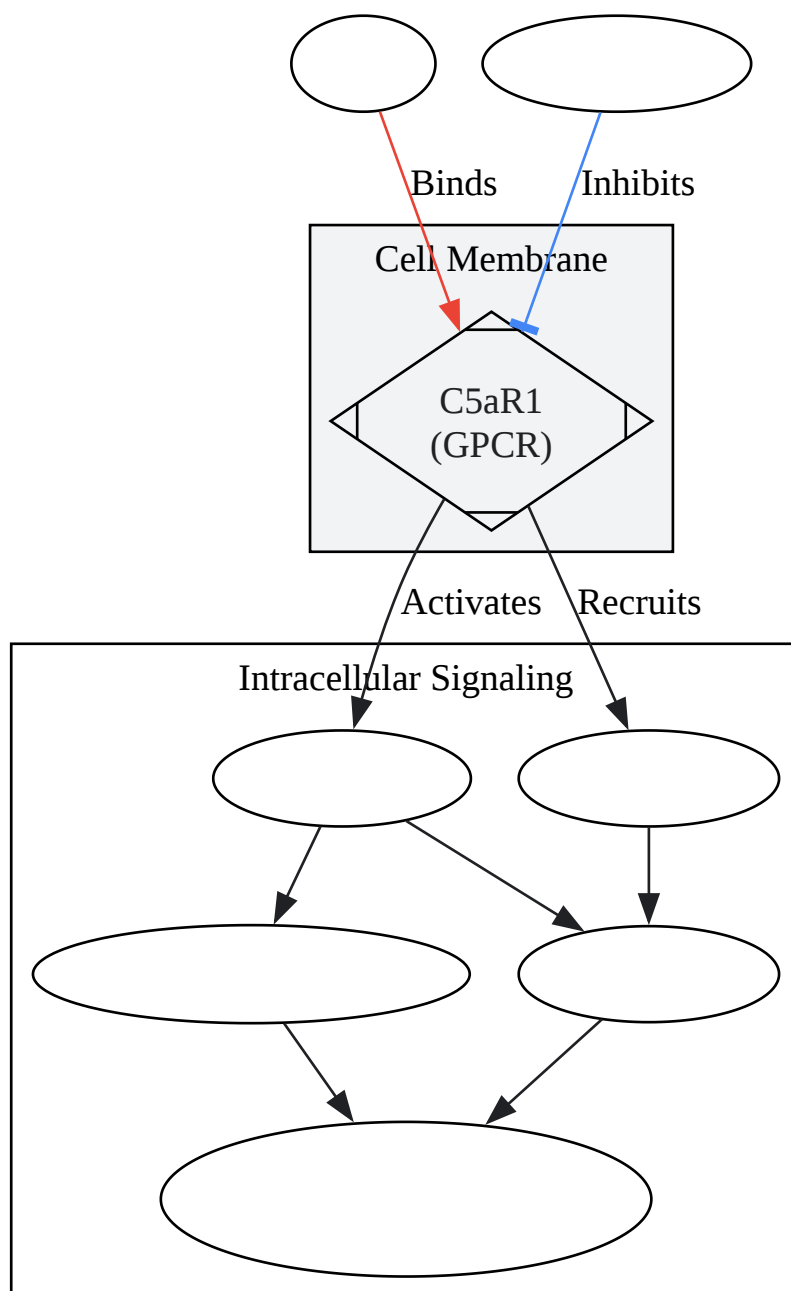 Binds
Inhibits
Cell Membrane
C5aR1
(GPCR)
Activates
Recruits
Intracellular Signaling